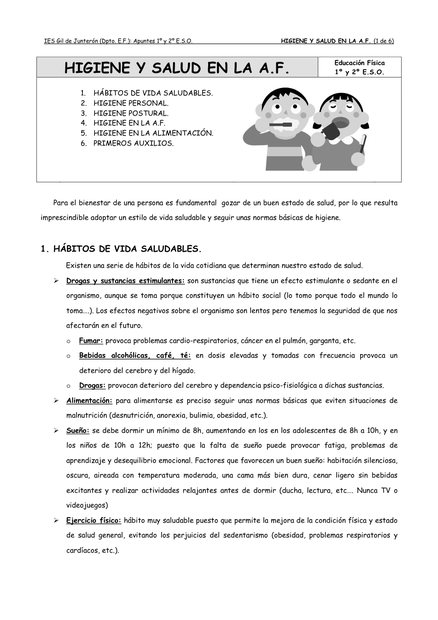 IES Gil de Junterón (Dpto. E.F.): Apuntes 1º y 2º E.S.O. HIGIENE Y SALUD EN LA A.F. (1 de 6)
HIGIENE Y SALUD EN LA A.F.
Educación Física
1º y 2º E.S.O.
1. HÁBITOS DE VIDA SALUDABLES.
2. HIGIENE PERSONAL.
3. HIGIENE POSTURAL.
4. HIGIENE EN LA A.F.
5. HIGIENE EN LA ALIMENTACIÓN.
6. PRIMEROS AUXILIOS.
Para el bienestar de una persona es fundamental gozar de un buen estado de salud, por lo que resulta
imprescindible adoptar un estilo de vida saludable y seguir unas normas básicas de higiene.
1. HÁBITOS DE VIDA SALUDABLES.
Existen una serie de hábitos de la vida cotidiana que determinan nuestro estado de salud.
➢ Drogas y sustancias estimulantes: son sustancias que tiene un efecto estimulante o sedante en el
organismo, aunque se toma porque constituyen un hábito social (lo tomo porque todo el mundo lo
toma...). Los efectos negativos sobre el organismo son lentos pero tenemos la seguridad de que nos
afectarán en el futuro.
o Fumar: provoca problemas cardio-respiratorios, cáncer en el pulmón, garganta, etc.
o Bebidas alcohólicas, café, té: en dosis elevadas y tomadas con frecuencia provoca un
deterioro del cerebro y del hígado.
o Drogas: provocan deterioro del cerebro y dependencia psico-fisiológica a dichas sustancias.
➢ Alimentación: para alimentarse es preciso seguir unas normas básicas que eviten situaciones de
malnutrición (desnutrición, anorexia, bulimia, obesidad, etc.).
➢ Sueño: se debe dormir un mínimo de 8h, aumentando en los en los adolescentes de 8h a 10h, y en
los niños de 10h a 12h; puesto que la falta de sueño puede provocar fatiga, problemas de
aprendizaje y desequilibrio emocional. Factores que favorecen un buen sueño: habitación silenciosa,
oscura, aireada con temperatura moderada, una cama más bien dura, cenar ligero sin bebidas
excitantes y realizar actividades relajantes antes de dormir (ducha, lectura, etc.... Nunca TV o
videojuegos)
➢ Ejercicio físico: hábito muy saludable puesto que permite la mejora de la condición física y estado
de salud general, evitando los perjuicios del sedentarismo (obesidad, problemas respiratorios y
cardíacos, etc.).